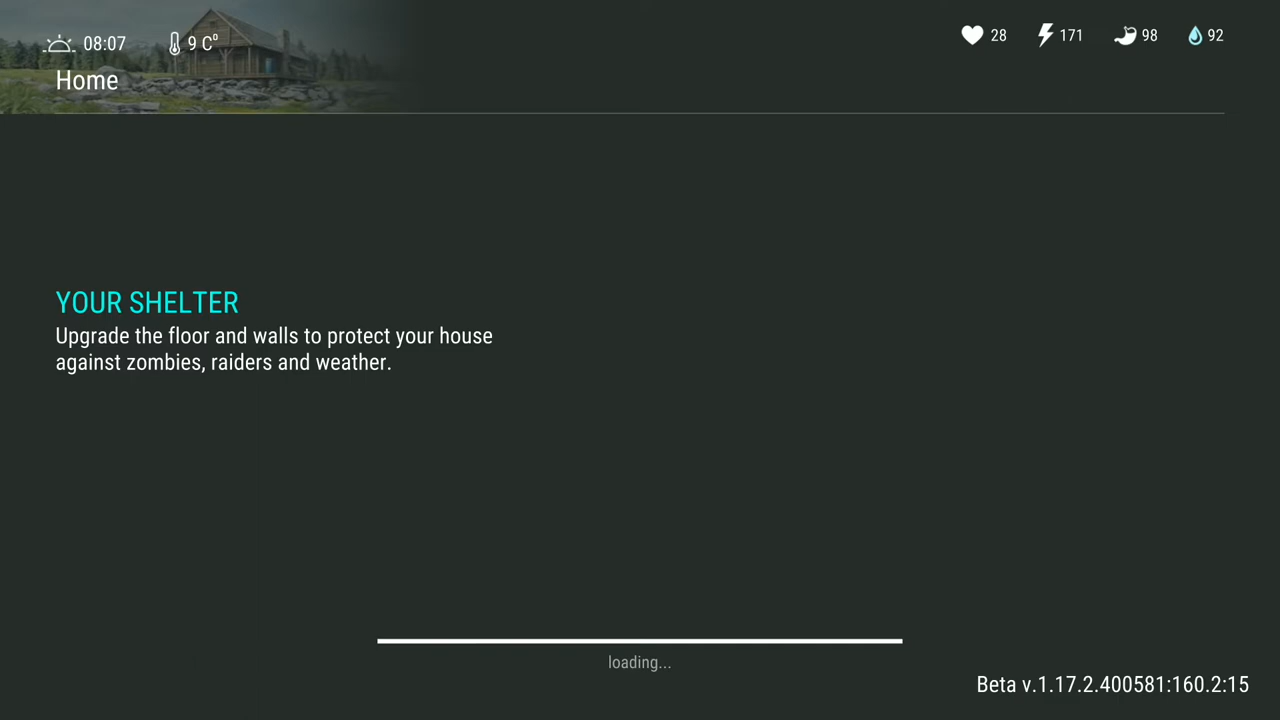 08:07 9 C⁰
28 171 98 92
Home
YOUR SHELTER
Upgrade the floor and walls to protect your house
against zombies, raiders and weather.
loading...
Beta v.1.17.2.400581:160.2:15